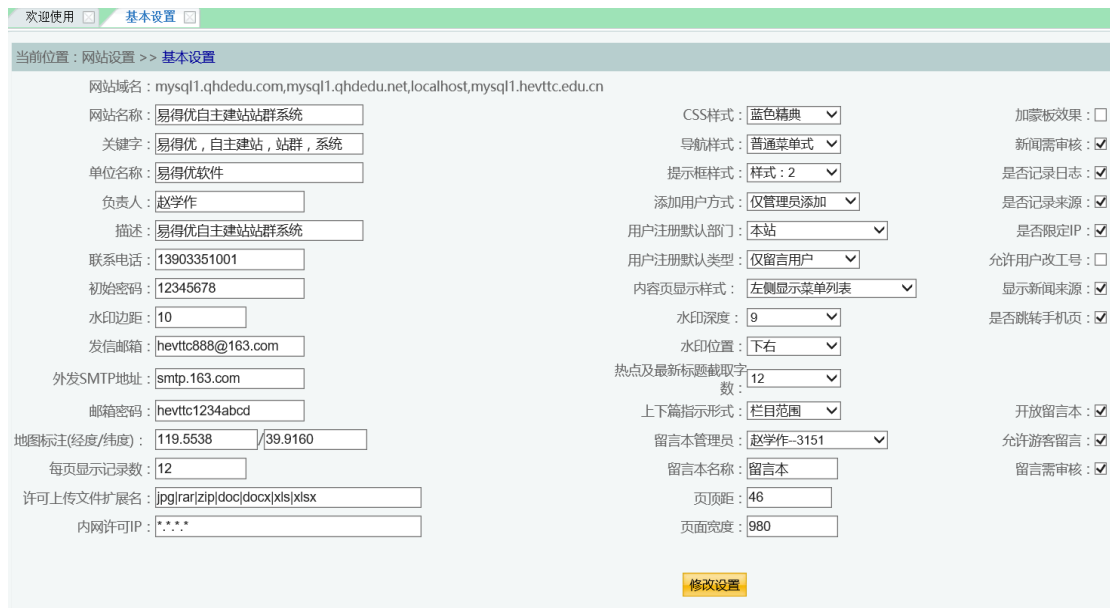 欢迎使用 基本设置
当前位置：网站设置 >> 基本设置
网站域名：mysql1.qhdedu.com,mysql1.qhdedu.net,localhost,mysql1.hevttc.edu.cn
网站名称：易得优自主建站站群系统 CSS样式：蓝色精典 加蒙板效果：
关键字：易得优，自主建站，站群，系统 导航样式：普通菜单式 新闻需审核：
单位名称：易得优软件 提示框样式：样式：2 是否记录日志：
负责人：赵学作 添加用户方式：仅管理员添加 是否记录来源：
描述：易得优自主建站站群系统 用户注册默认部门：本站 是否限定IP：
联系电话：13903351001 用户注册默认类型：仅留言用户 允许用户改工号：
初始密码：12345678 内容页显示样式：左侧显示菜单列表 显示新闻来源：
水印边距：10 水印深度：9 是否跳转手机页：
发信邮箱：hevttc888@163.com 水印位置：下右
外发SMTP地址：smtp.163.com 热点及最新标题截取字
数：12
邮箱密码：hevttc1234abcd 上下篇指示形式：栏目范围 开放留言本：
地图标注(经度/纬度)：119.5538/39.9160 留言本管理员：赵学作--3151 允许游客留言：
每页显示记录数：12 留言本名称：留言本 留言需审核：
许可上传文件扩展名：jpg|rar|zip|doc|docx|xls|xlsx 页顶距：46
内网许可IP：*.*.*.* 页面宽度：980
修改设置